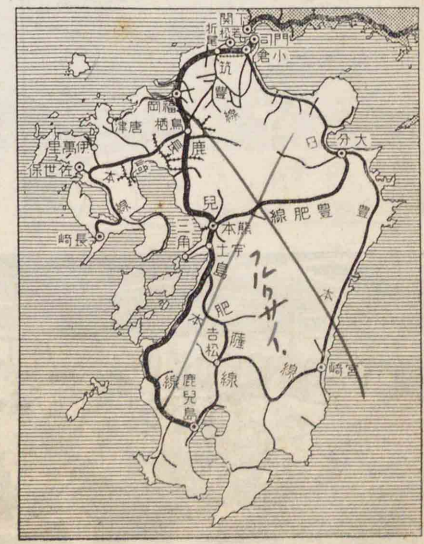 下関
門司
小倉
若松
折尾
筑豊線
福岡
鳥栖
唐津
伊萬里
佐世保
長崎
長崎本線
大分
日豊本線
豊肥線
熊本
三角
宇土
鹿兒島本線
肥薩線
吉松
宮崎
鹿兒島
フルクサイ.